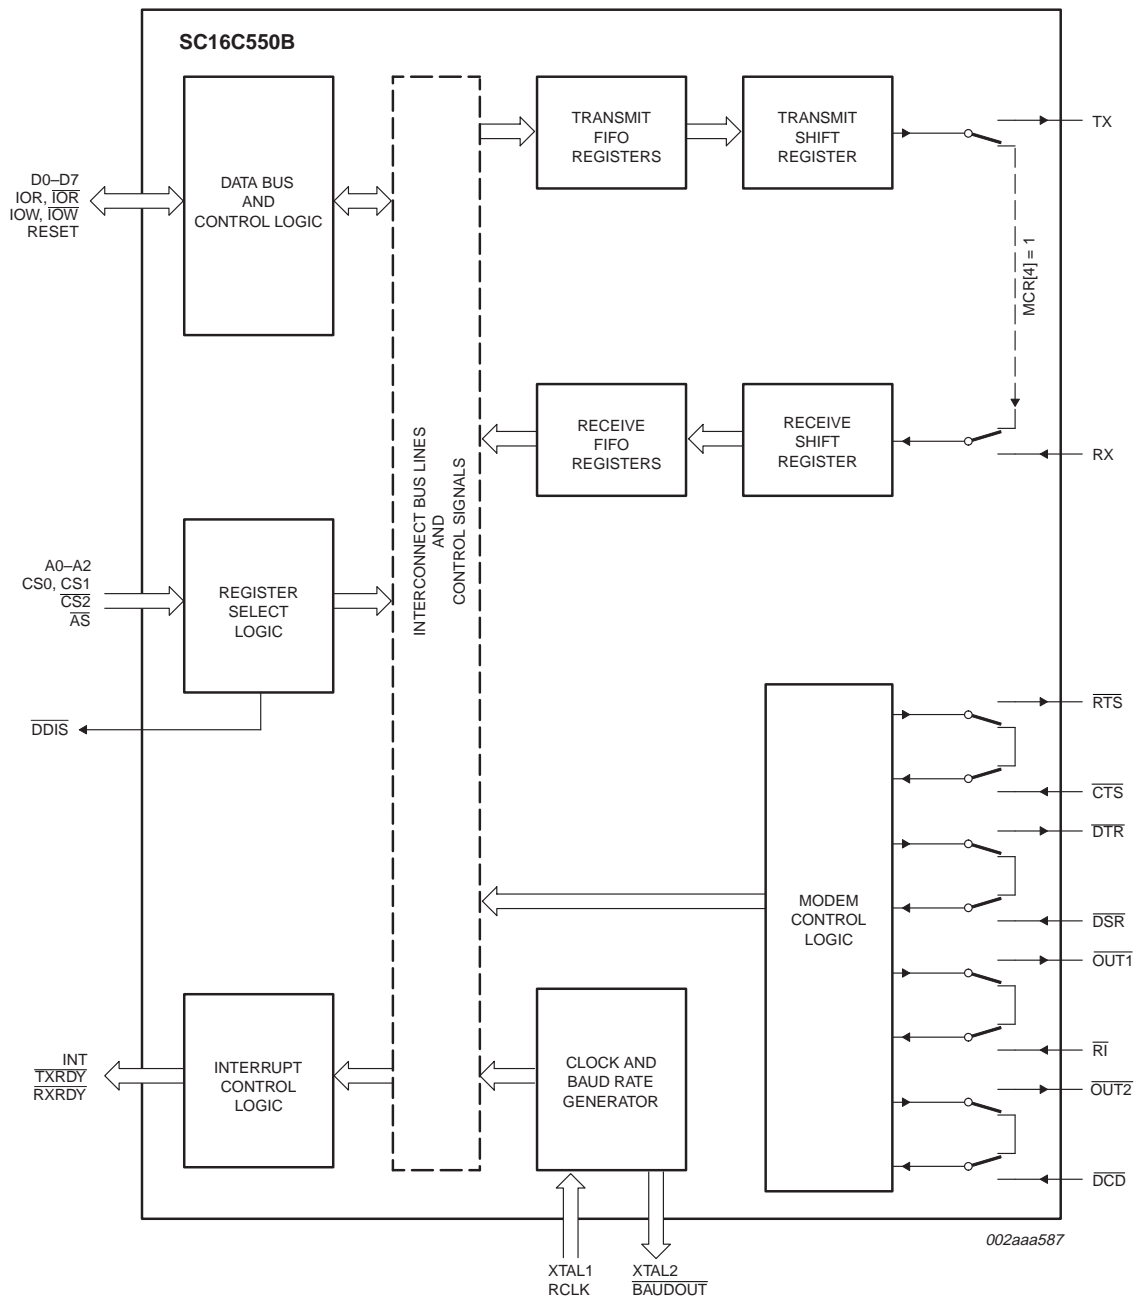 SC16C550B
D0–D7
IOR, IOR
IOW, IOW
RESET
DATA BUS
AND
CONTROL LOGIC
TRANSMIT
FIFO
REGISTERS
TRANSMIT
SHIFT
REGISTER
TX
MCR[4] = 1
RECEIVE
FIFO
REGISTERS
RECEIVE
SHIFT
REGISTER
RX
INTERCONNECT BUS LINES
AND
CONTROL SIGNALS
A0–A2
CS0, CS1
CS2
AS
REGISTER
SELECT
LOGIC
DDIS
MODEM
CONTROL
LOGIC
RTS
CTS
DTR
DSR
OUT1
RI
OUT2
DCD
INT
TXRDY
RXRDY
INTERRUPT
CONTROL
LOGIC
CLOCK AND
BAUD RATE
GENERATOR
XTAL1
RCLK
XTAL2
BAUDOUT
002aaa587